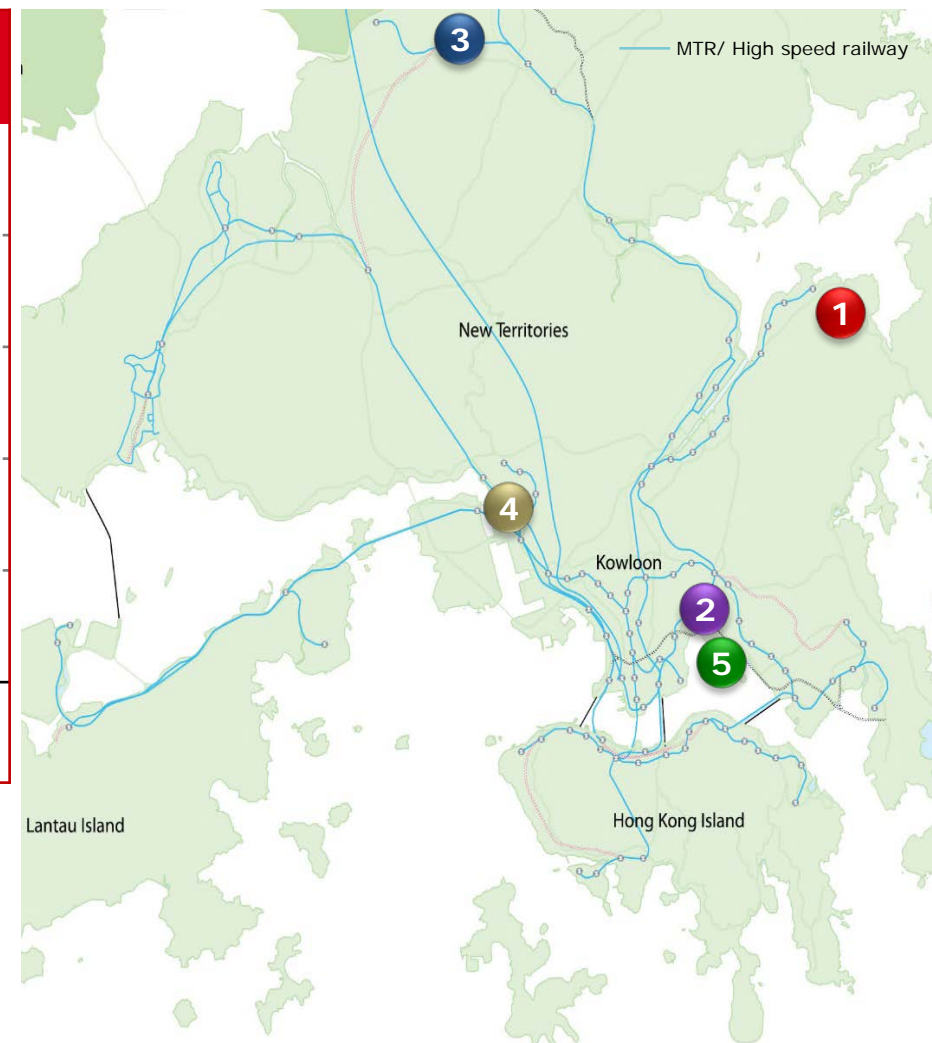 3
MTR/ High speed railway
1
New Territories
4
Kowloon
2
5
Hong Kong Island
Lantau Island